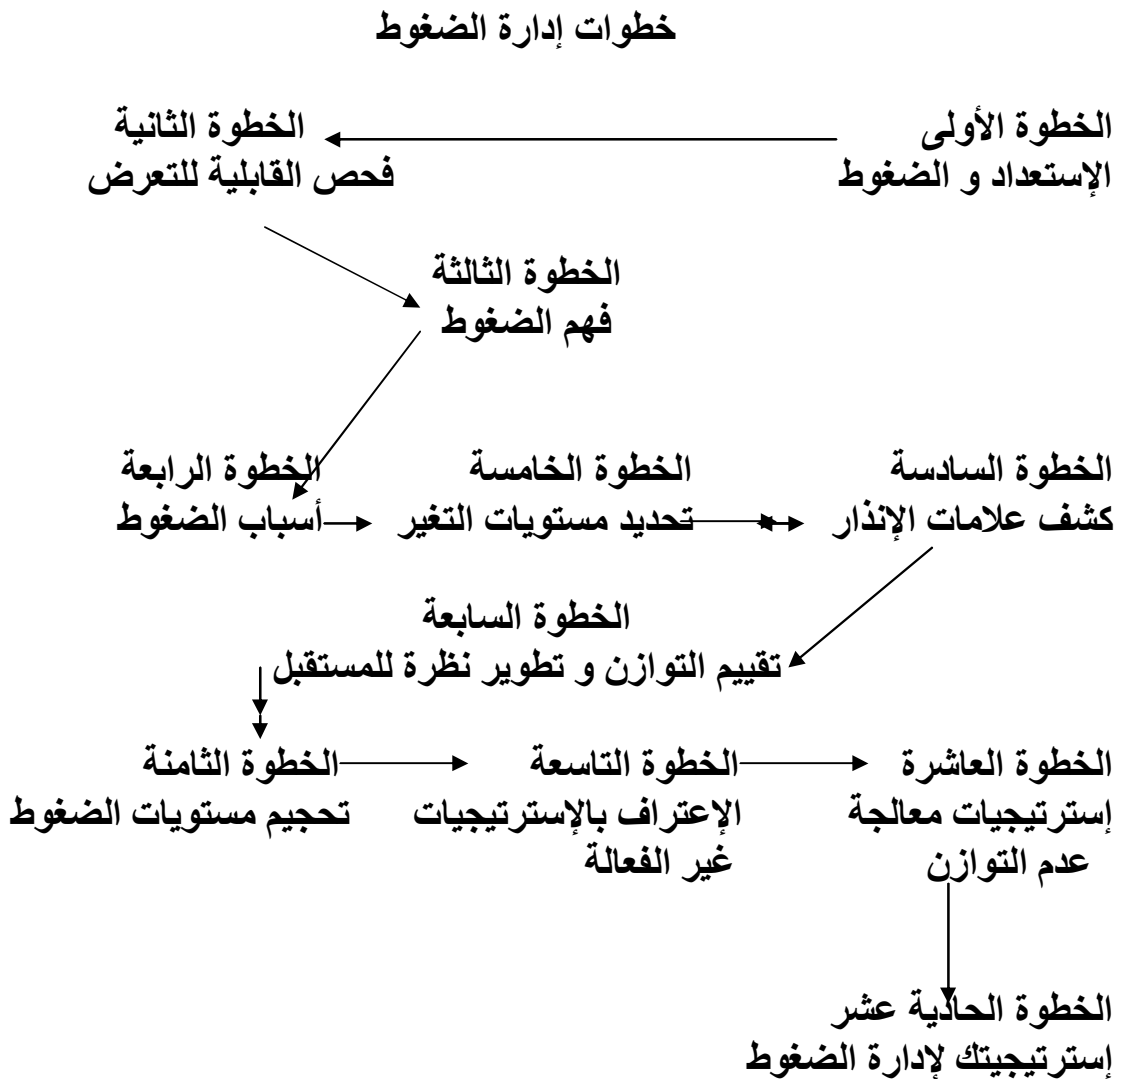 خطوات إدارة الضغوط
الخطوة الأولى
الإستعداد و الضغوط
الخطوة الثانية
فحص القابلية للتعرض
الخطوة الثالثة
فهم الضغوط
الخطوة الرابعة
أسباب الضغوط
الخطوة الخامسة
تحديد مستويات التغير
الخطوة السادسة
كشف علامات الإنذار
الخطوة السابعة
تقييم التوازن و تطوير نظرة للمستقبل
الخطوة الثامنة
تحجيم مستويات الضغوط
الخطوة التاسعة
الإعتراف بالإسترتيجيات
غير الفعالة
الخطوة العاشرة
إسترتيجيات معالجة
عدم التوازن
الخطوة الحادية عشر
إسترتيجيتك لإدارة الضغوط